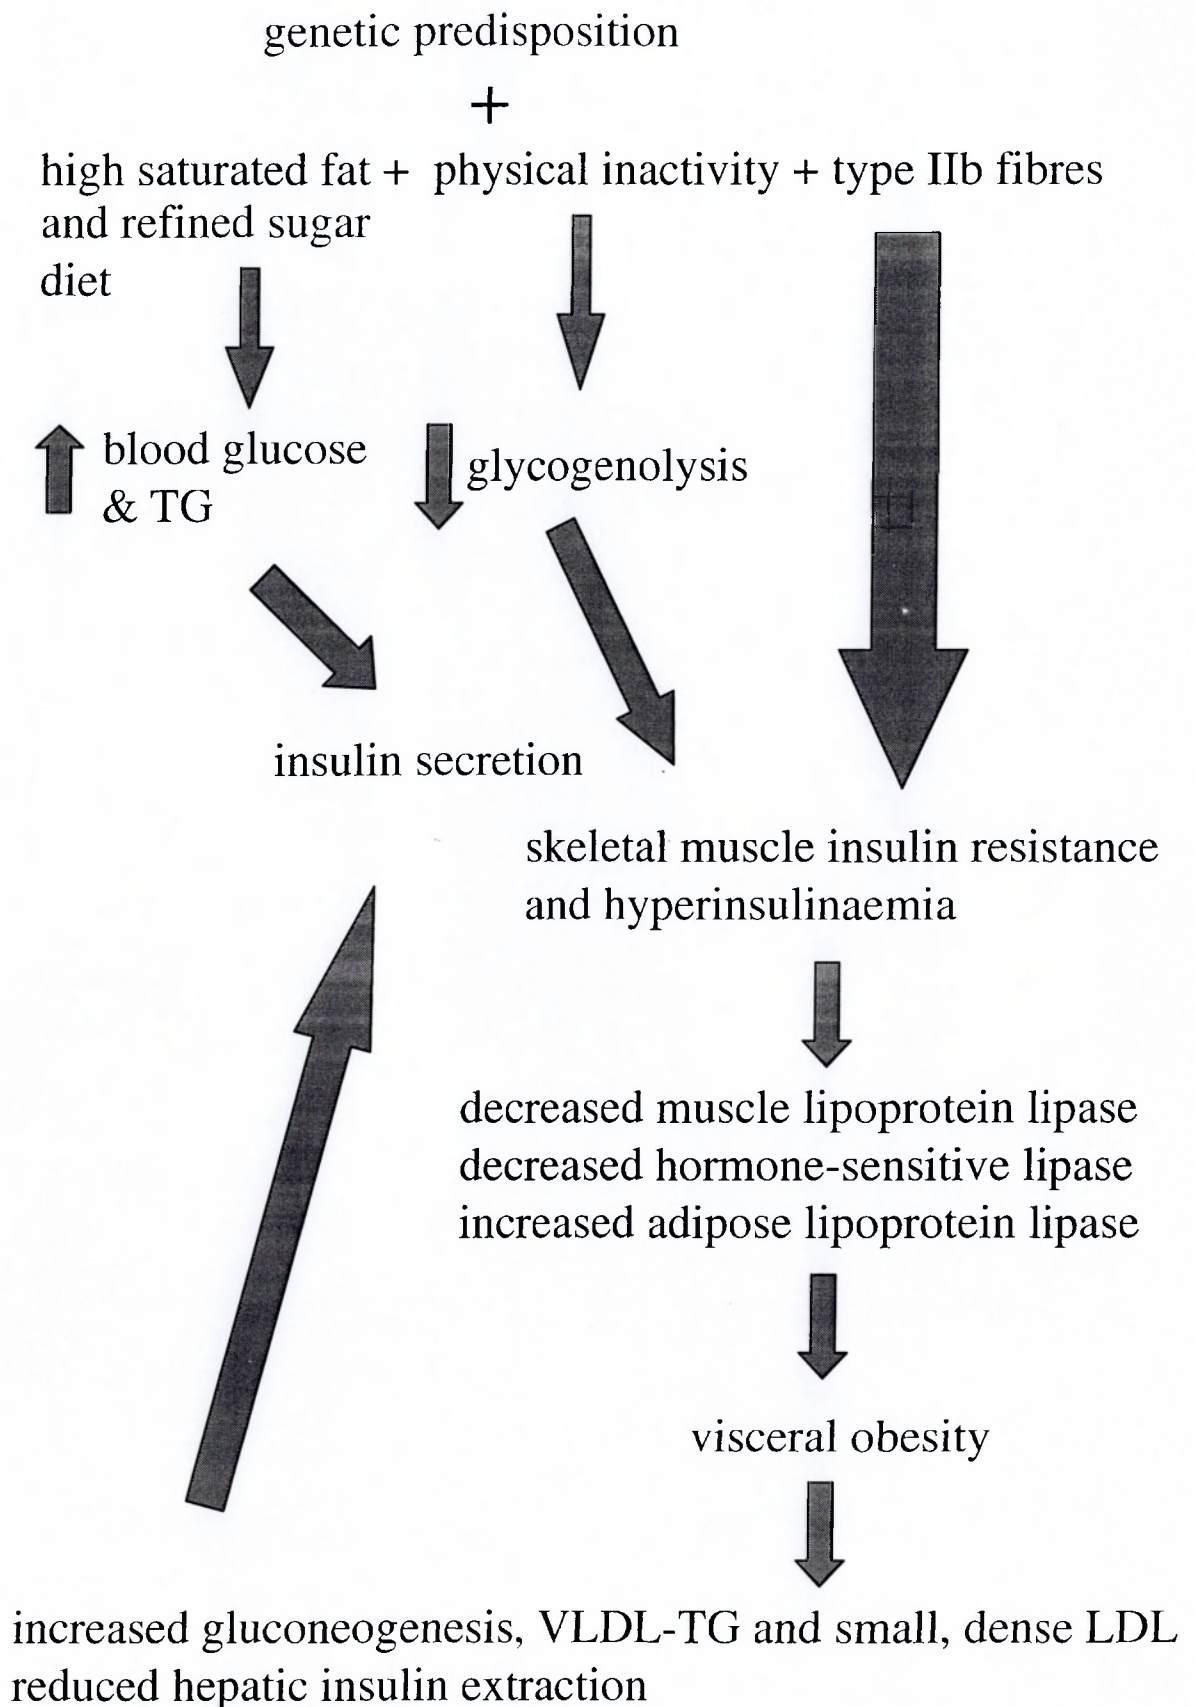 genetic predisposition
+
high saturated fat + physical inactivity + type IIb fibres
and refined sugar
diet
blood glucose
& TG
glycogenolysis
insulin secretion
skeletal muscle insulin resistance
and hyperinsulinaemia
decreased muscle lipoprotein lipase
decreased hormone-sensitive lipase
increased adipose lipoprotein lipase
visceral obesity
increased gluconeogenesis, VLDL-TG and small, dense LDL
reduced hepatic insulin extraction